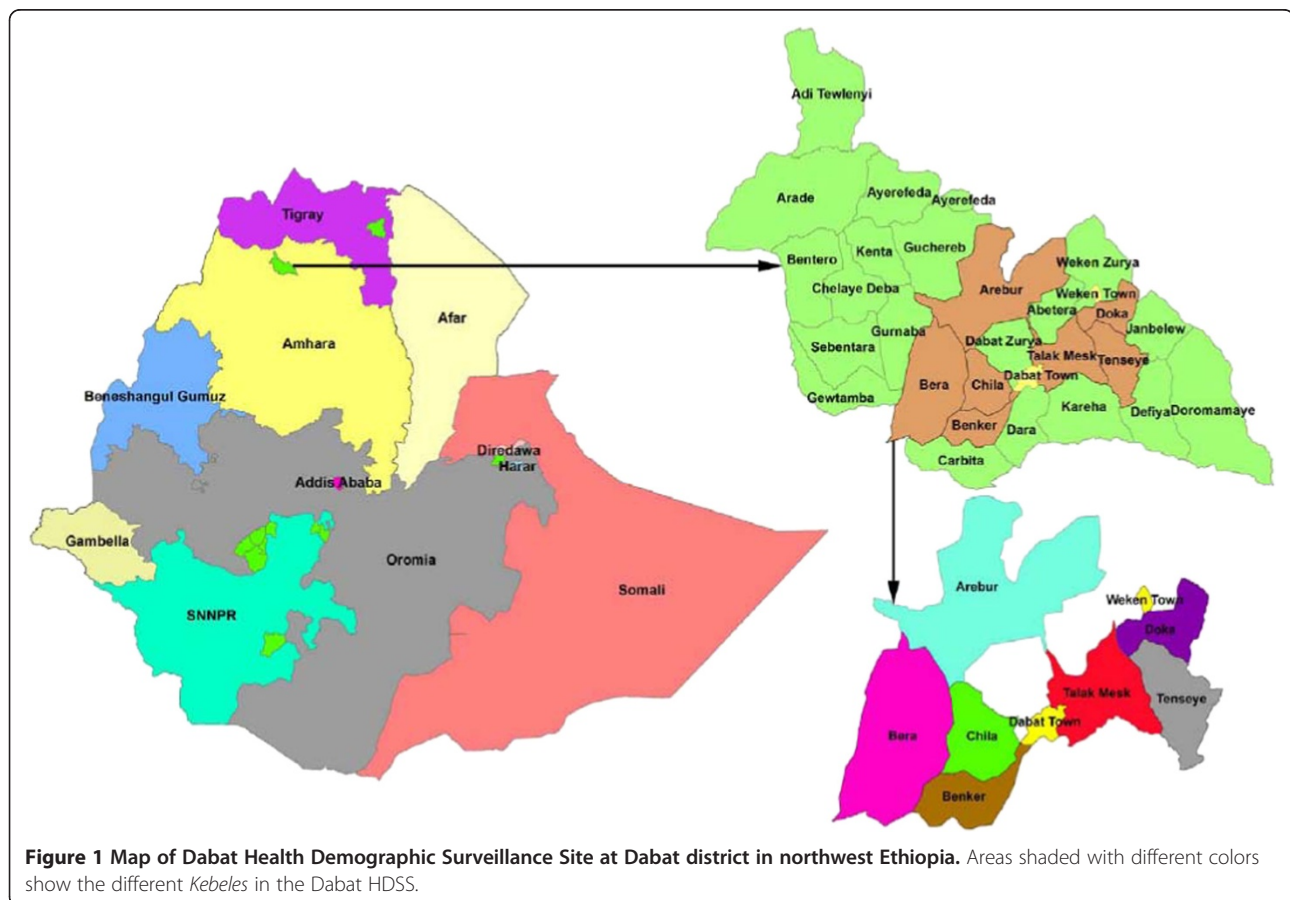 Tigray
Afar
Amhara
Beneshangul Gumuz
Diredawa
Harar
Addis Ababa
Gambella
Oromia
Somali
SNNPR
Adi Tewlenyi
Arade
Ayerefeda
Ayerefeda
Bentero
Kenta
Guchereb
Weken Zurya
Chelaye Deba
Arebur
Weken Town
Abetera
Doka
Janbelew
Gurnaba
Sebentara
Dabat Zurya
Talak Mesk
Tenseye
Bera
Chila
Dabat Town
Gewtamba
Kareha
Defiya
Doromamaye
Benker
Dara
Carbita
Arebur
Weken Town
Doka
Talak Mesk
Tenseye
Dabat Town
Bera
Chila
Benker
Figure 1 Map of Dabat Health Demographic Surveillance Site at Dabat district in northwest Ethiopia. Areas shaded with different colors
show the different Kebeles in the Dabat HDSS.